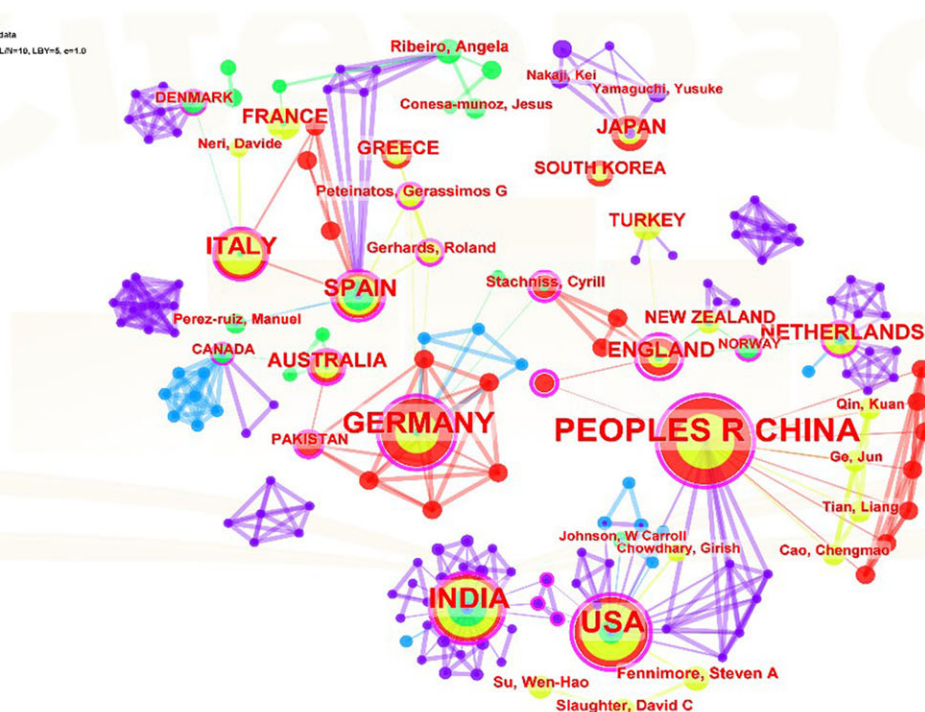 data
L/N=10, LBY=5, e=1.0
Ribeiro, Angela
Nakaji, Kei
Yamaguchi, Yusuke
DENMARK
Conesa-munoz, Jesus
FRANCE
JAPAN
Neri, Davide
GREECE
SOUTH KOREA
Peteinatos, Gerassimos G
TURKEY
ITALY
Gerhards, Roland
SPAIN
Stachniss, Cyrill
Perez-ruiz, Manuel
NEW ZEALAND
NETHERLANDS
CANADA
AUSTRALIA
ENGLAND
NORWAY
Qin, Kuan
GERMANY
PEOPLES R CHINA
PAKISTAN
Ge, Jun
Tian, Liang
Johnson, W Carroll
Chowdhary, Girish
Cao, Chengmao
INDIA
USA
Fennimore, Steven A
Su, Wen-Hao
Slaughter, David C